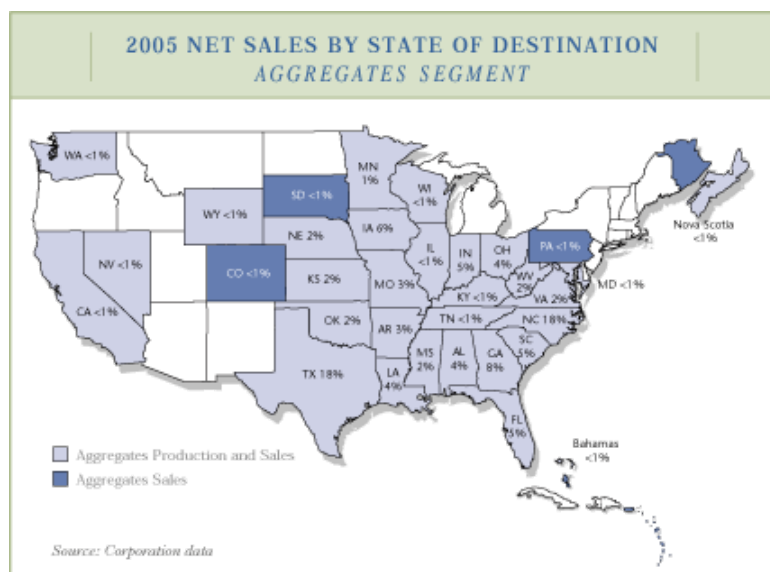 2005 NET SALES BY STATE OF DESTINATION
AGGREGATES SEGMENT
WA <1%
MN
1%
WI
<1%
SD <1%
WY <1%
Nova Scotia
<1%
IA 6%
NE 2%
PA <1%
IL
<1%
IN
5%
OH
4%
NV <1%
CO <1%
WV
2%
MD <1%
KS 2%
MO 3%
VA 2%
KY <1%
CA <1%
NC 18%
TN <1%
OK 2%
AR 3%
SC
5%
MS
2%
AL
4%
GA
8%
TX 18%
LA
4%
FL
5%
Bahamas
<1%
Aggregates Production and Sales
Aggregates Sales
Source: Corporation data